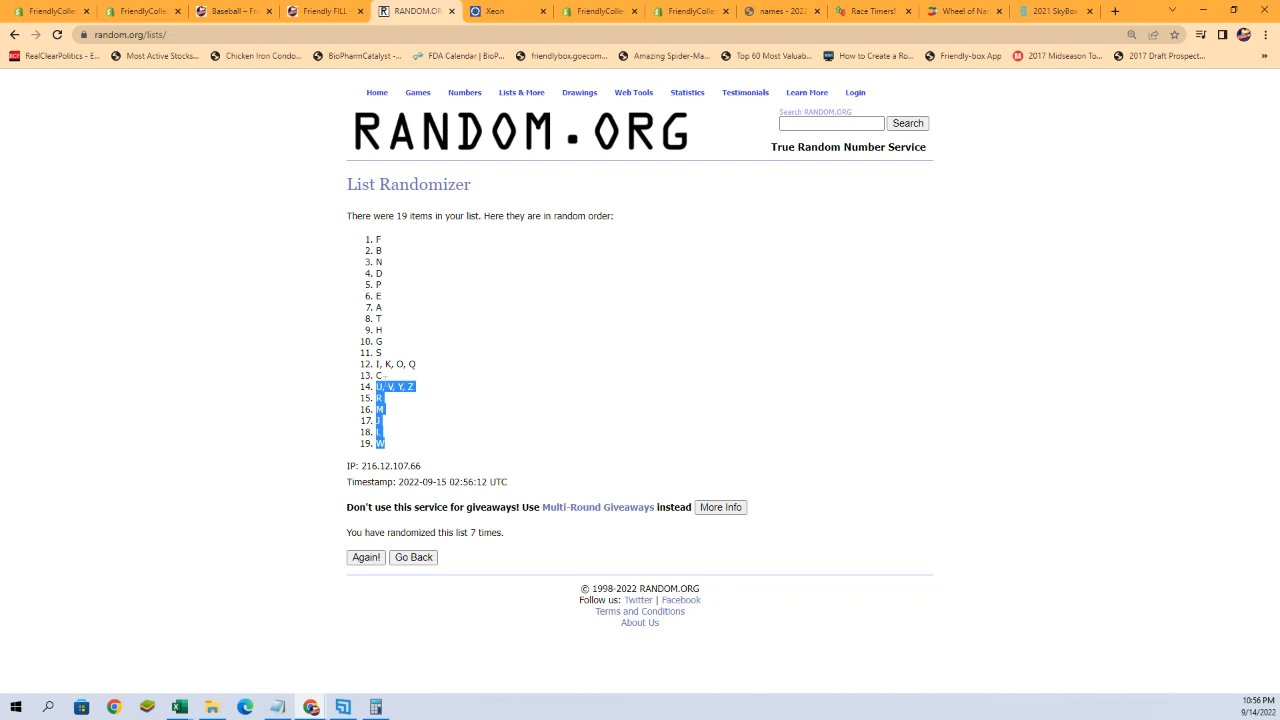 FriendlyColle
FriendlyColle
Baseball – Fri
Friendly FILL
RANDOM.OR
Xeon
FriendlyColle
FriendlyColle
names - 2022
Race Timers!
Wheel of Na
2021 SkyBox
random.org/lists/
RealClearPolitics - E...
Most Active Stocks...
Chicken Iron Condo...
BioPharmCatalyst -...
FDA Calendar | BioP...
friendlybox.goecom...
Amazing Spider-Ma...
Top 60 Most Valuab...
How to Create a Ro...
Friendly-box App
2017 Midseason To...
2017 Draft Prospect...
»
Home
Games
Numbers
Lists & More
Drawings
Web Tools
Statistics
Testimonials
Learn More
Login
RANDOM.ORG
Search RANDOM.ORG
Search
True Random Number Service
List Randomizer
There were 19 items in your list. Here they are in random order:
1. F
2. B
3. N
4. D
5. P
6. E
7. A
8. T
9. H
10. G
11. S
12. I, K, O, Q
13. C
14. U, V, Y, Z
15. R
16. M
17. J
18. L
19. W
IP: 216.12.107.66
Timestamp: 2022-09-15 02:56:12 UTC
Don't use this service for giveaways! Use Multi-Round Giveaways instead More Info
You have randomized this list 7 times.
Again! Go Back
© 1998-2022 RANDOM.ORG
Follow us: Twitter | Facebook
Terms and Conditions
About Us
10:56 PM
9/14/2022